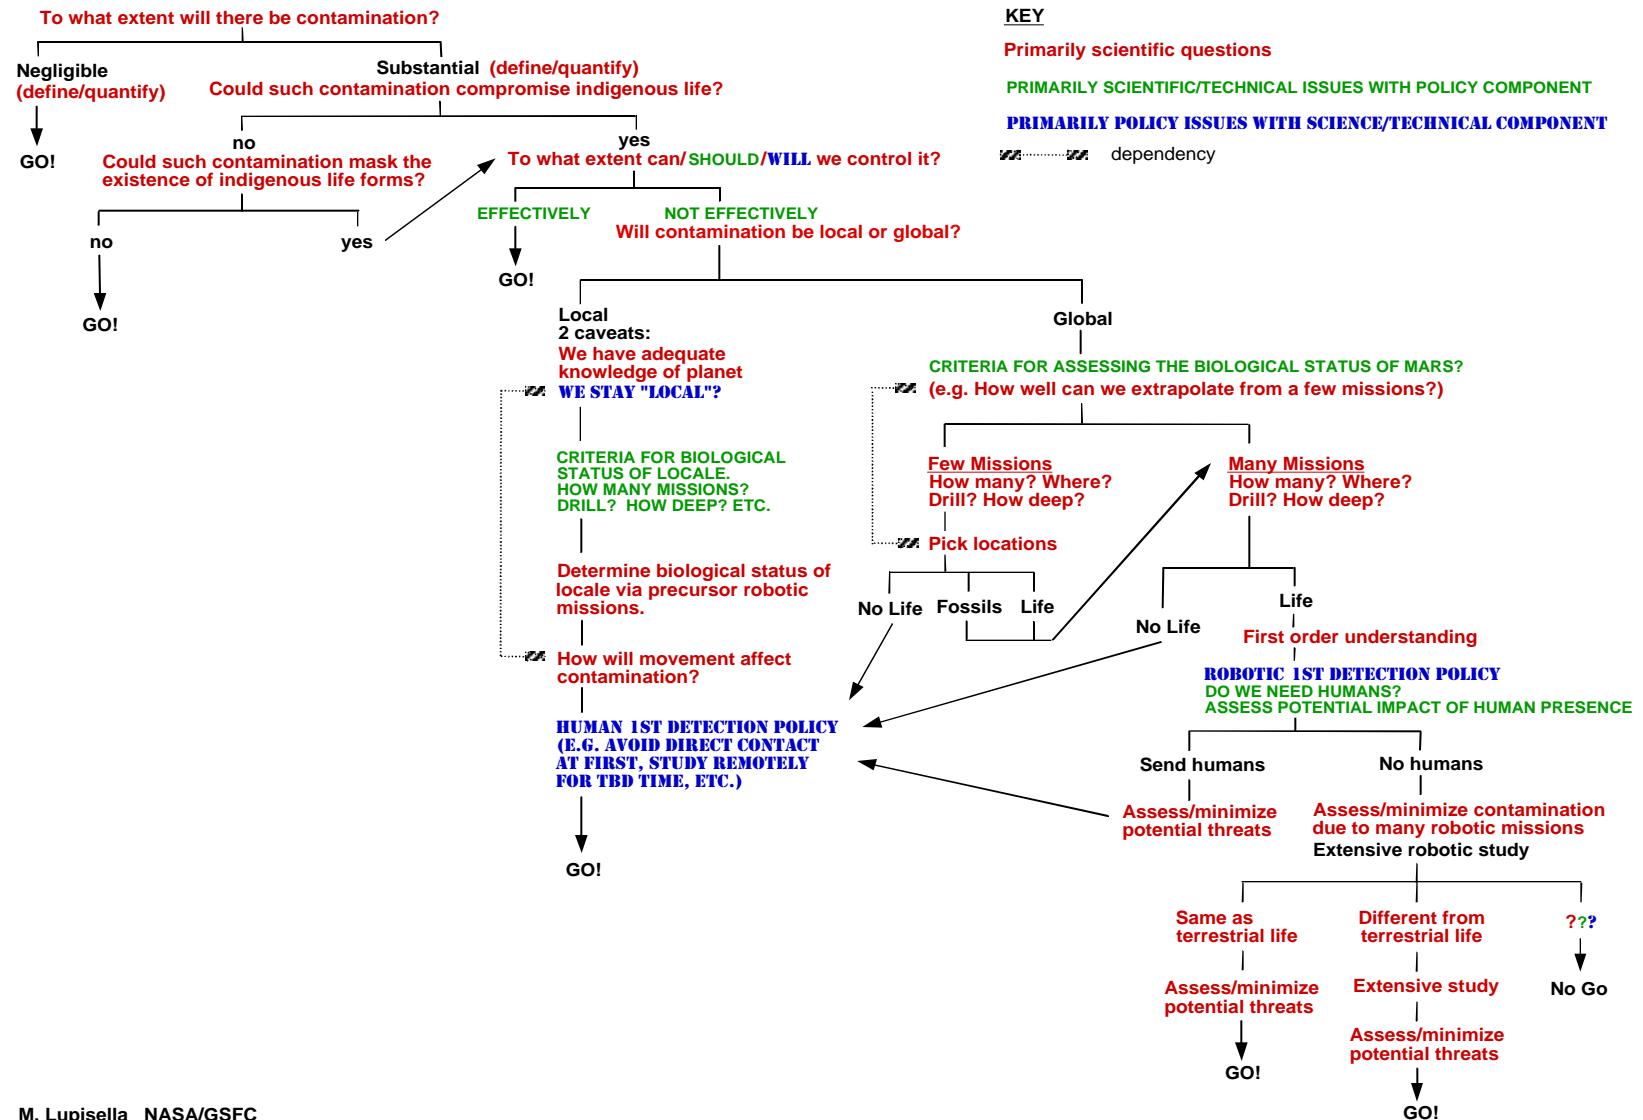 To what extent will there be contamination?
Negligible
(define/quantify)
GO!
Substantial (define/quantify)
Could such contamination compromise indigenous life?
no
Could such contamination mask the
existence of indigenous life forms?
no
GO!
yes
yes
To what extent can/ SHOULD/WILL we control it?
EFFECTIVELY
GO!
NOT EFFECTIVELY
Will contamination be local or global?
KEY
Primarily scientific questions
PRIMARILY SCIENTIFIC/TECHNICAL ISSUES WITH POLICY COMPONENT
PRIMARILY POLICY ISSUES WITH SCIENCE/TECHNICAL COMPONENT
dependency
Local
2 caveats:
We have adequate
knowledge of planet
WE STAY "LOCAL"?
CRITERIA FOR BIOLOGICAL
STATUS OF LOCALE.
HOW MANY MISSIONS?
DRILL? HOW DEEP? ETC.
Determine biological status of
locale via precursor robotic
missions.
How will movement affect
contamination?
HUMAN 1ST DETECTION POLICY
(E.G. AVOID DIRECT CONTACT
AT FIRST, STUDY REMOTELY
FOR TBD TIME, ETC.)
GO!
Global
CRITERIA FOR ASSESSING THE BIOLOGICAL STATUS OF MARS?
(e.g. How well can we extrapolate from a few missions?)
Few Missions
How many? Where?
Drill? How deep?
Pick locations
No Life
Fossils
Life
Many Missions
How many? Where?
Drill? How deep?
No Life
Life
First order understanding
ROBOTIC 1ST DETECTION POLICY
DO WE NEED HUMANS?
ASSESS POTENTIAL IMPACT OF HUMAN PRESENCE
Send humans
Assess/minimize
potential threats
No humans
Assess/minimize contamination
due to many robotic missions
Extensive robotic study
Same as
terrestrial life
Assess/minimize
potential threats
GO!
Different from
terrestrial life
Extensive study
Assess/minimize
potential threats
GO!
???
No Go
M. Lupisella NASA/GSFC